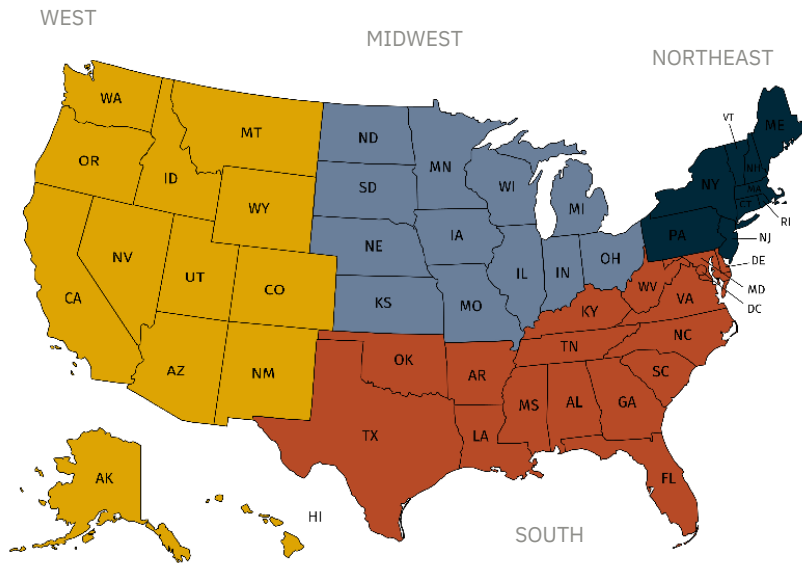 WEST
MIDWEST
NORTHEAST
WA
OR
ID
MT
WY
NV
UT
CO
CA
AZ
NM
AK
HI
ND
SD
NE
KS
MN
IA
MO
WI
IL
MI
IN
OH
VT
ME
NH
NY
MA
CT
RI
PA
NJ
DE
MD
DC
WV
VA
KY
NC
TN
SC
OK
AR
TX
LA
MS
AL
GA
FL
SOUTH